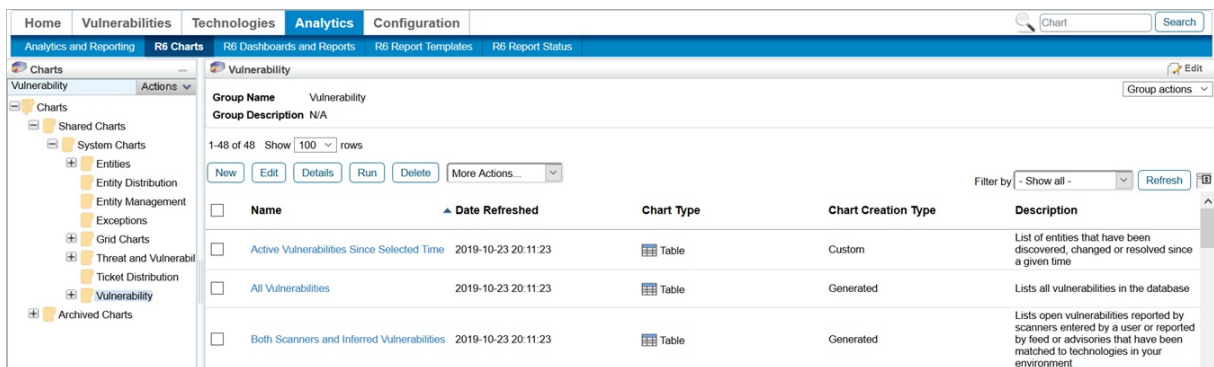 Home Vulnerabilities Technologies Analytics Configuration Chart Search
Analytics and Reporting R6 Charts R6 Dashboards and Reports R6 Report Templates R6 Report Status
Charts
Vulnerability Actions
Charts
Shared Charts
System Charts
Entities
Entity Distribution
Entity Management
Exceptions
Grid Charts
Threat and Vulnerabil
Ticket Distribution
Vulnerability
Archived Charts
Vulnerability Edit
Group Name Vulnerability Group actions
Group Description N/A
1-48 of 48 Show 100 rows
New Edit Details Run Delete More Actions... Filter by - Show all - Refresh
Name Date Refreshed Chart Type Chart Creation Type Description
Active Vulnerabilities Since Selected Time 2019-10-23 20:11:23 Table Custom
List of entities that have been
discovered, changed or resolved since
a given time
All Vulnerabilities 2019-10-23 20:11:23 Table Generated Lists all vulnerabilities in the database
Both Scanners and Inferred Vulnerabilities 2019-10-23 20:11:23 Table Generated
Lists open vulnerabilities reported by
scanners entered by a user or reported
by feed or advisories that have been
matched to technologies in your
environment